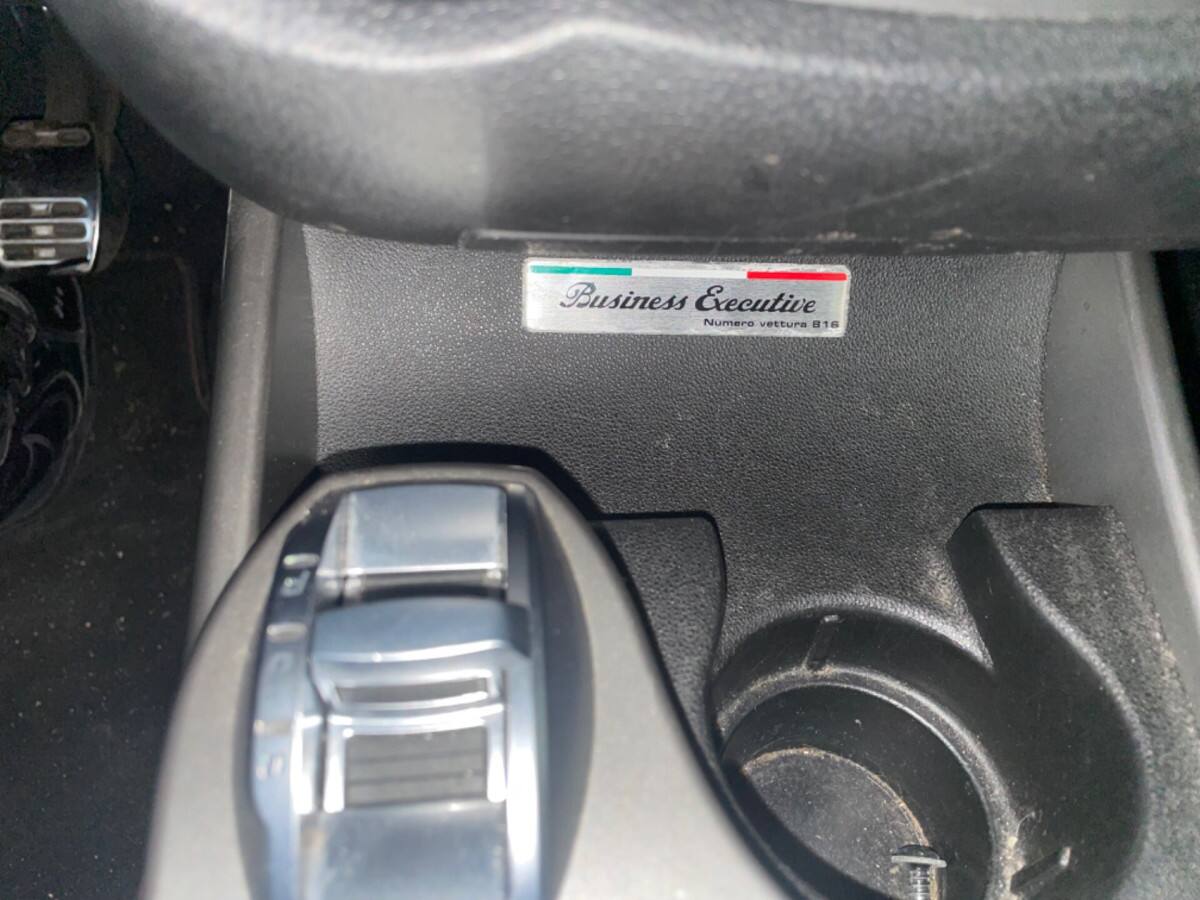 Business Executive
Numero vettura 816